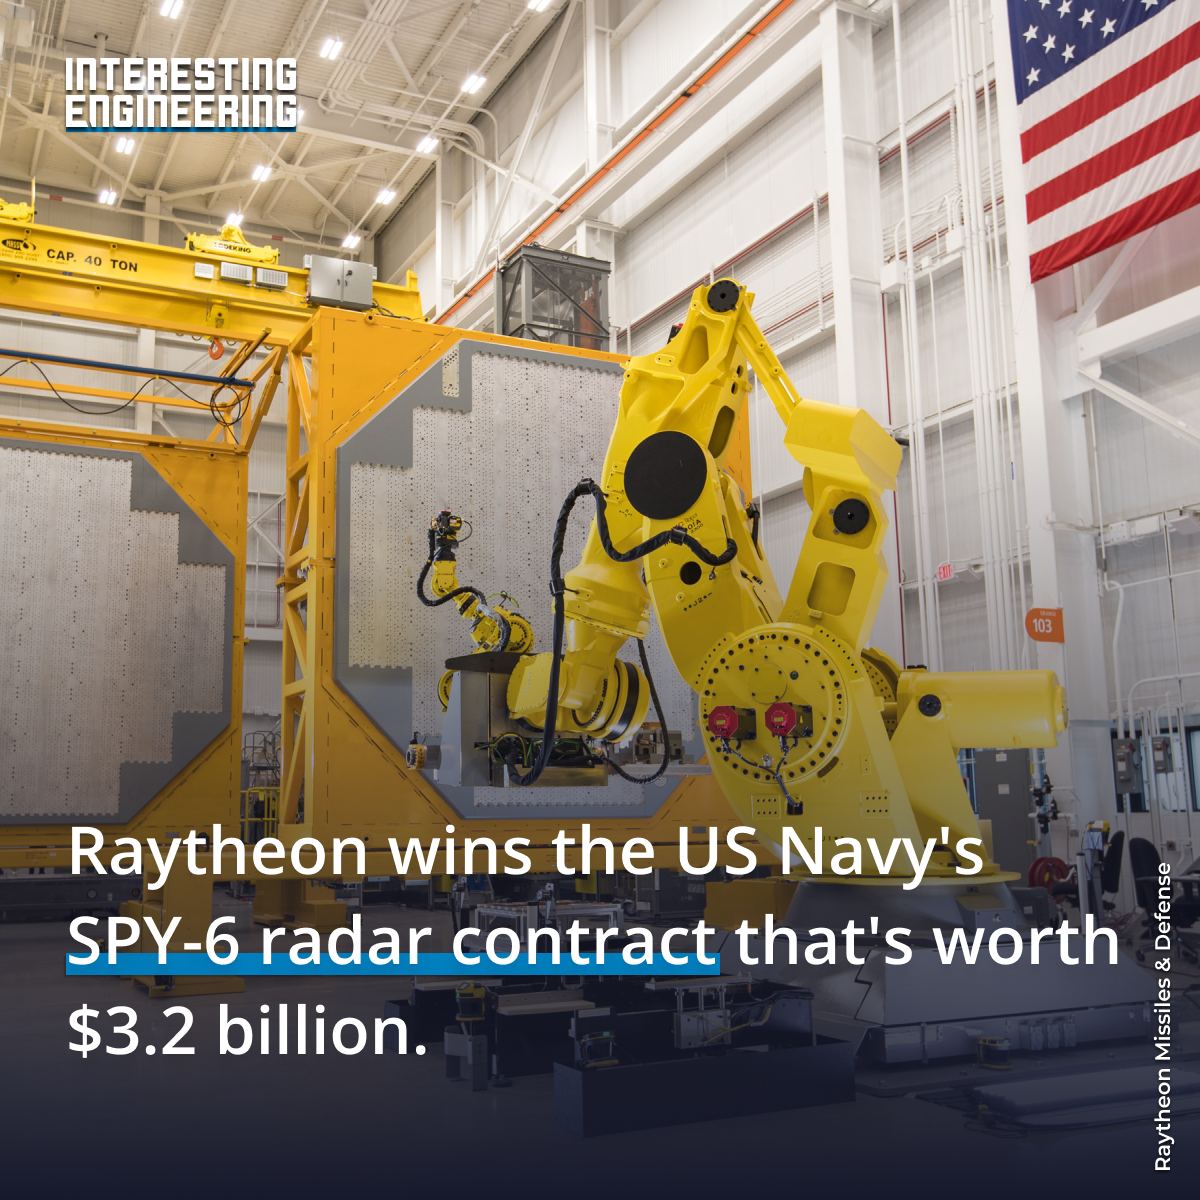 INTERESTING
ENGINEERING
CAP. 40 TON
EXIT
103
Raytheon wins the US Navy's
SPY-6 radar contract that's worth
$3.2 billion.
Raytheon Missiles & Defense